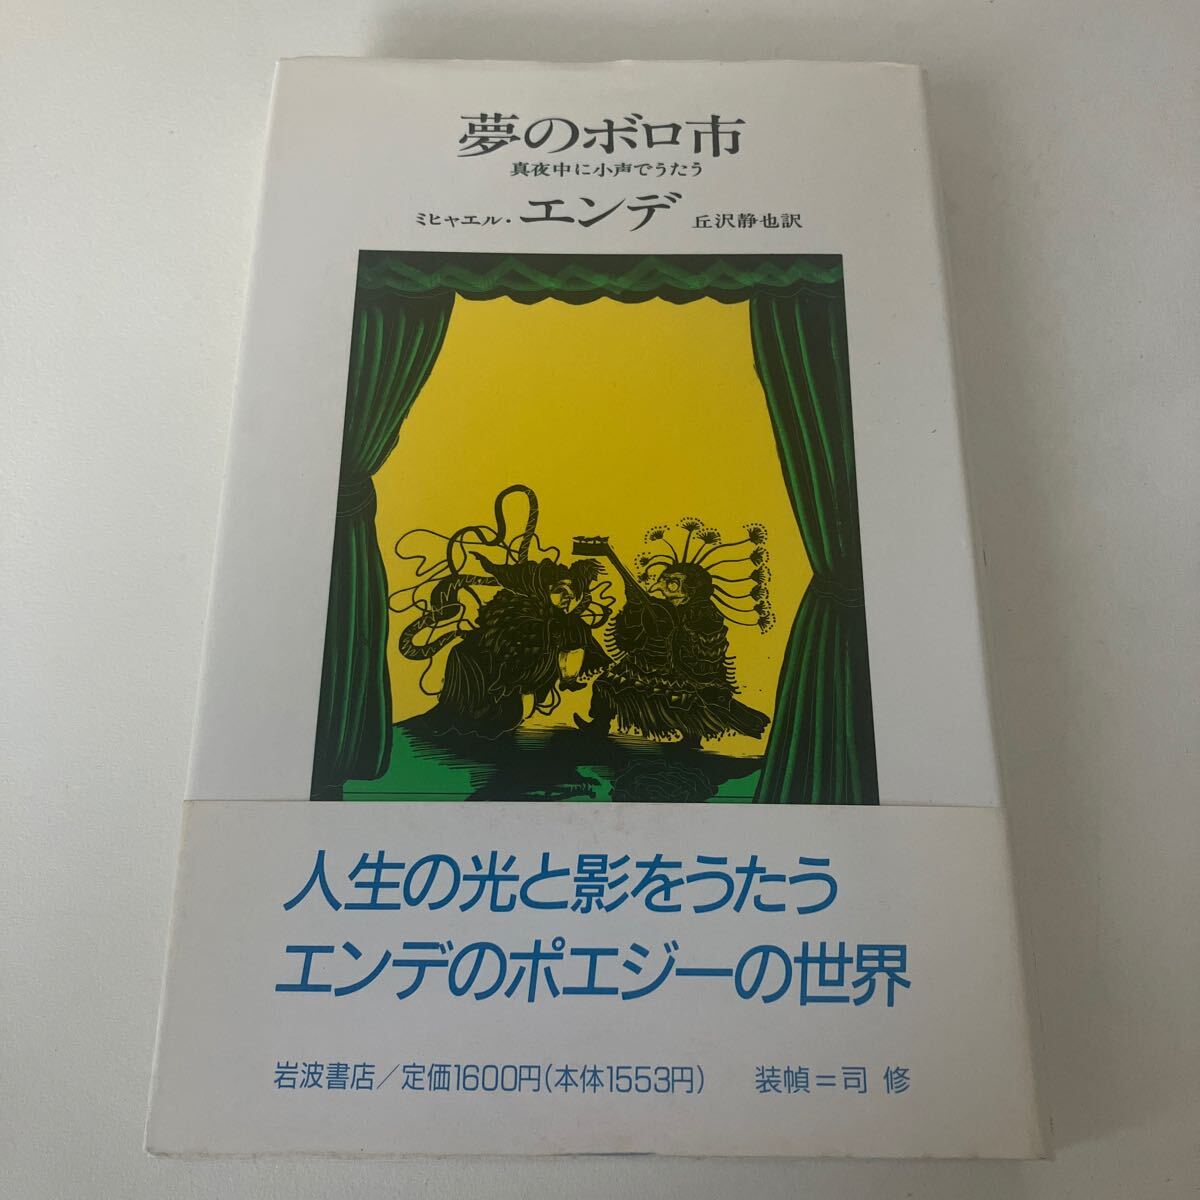 夢のボロ市
真夜中に小声でうたう
ミヒャエル・エンデ 丘沢静也訳
人生の光と影をうたう
エンデのポエジーの世界
岩波書店／定価1600円(本体1553円) 装幀＝司 修